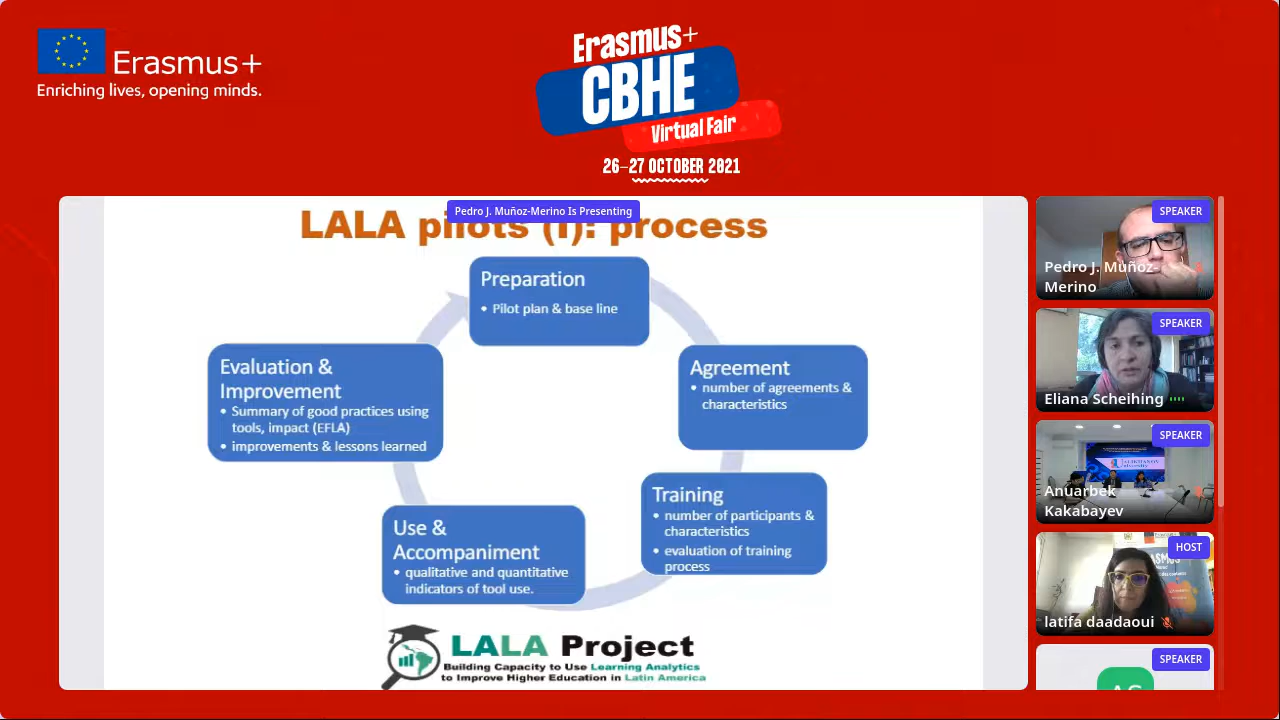 Erasmus+
Enriching lives, opening minds.
Erasmus+
CBHE
Virtual Fair
26–27 OCTOBER 2021
Pedro J. Muñoz-Merino Is Presenting
LALA pilots (I): process
Preparation
• Pilot plan & base line
Agreement
• number of agreements &
characteristics
Training
• number of participants &
characteristics
• evaluation of training
process
Use &
Accompaniment
• qualitative and quantitative
indicators of tool use.
Evaluation &
Improvement
• Summary of good practices using
tools, impact (EFLA)
• improvements & lessons learned
LALA Project
Building Capacity to Use Learning Analytics
to Improve Higher Education in Latin America
SPEAKER
Pedro J. Muñoz-
Merino
SPEAKER
Eliana Scheihing
SPEAKER
Anuarbek
Kakabayev
HOST
latifa daadaoui
SPEAKER